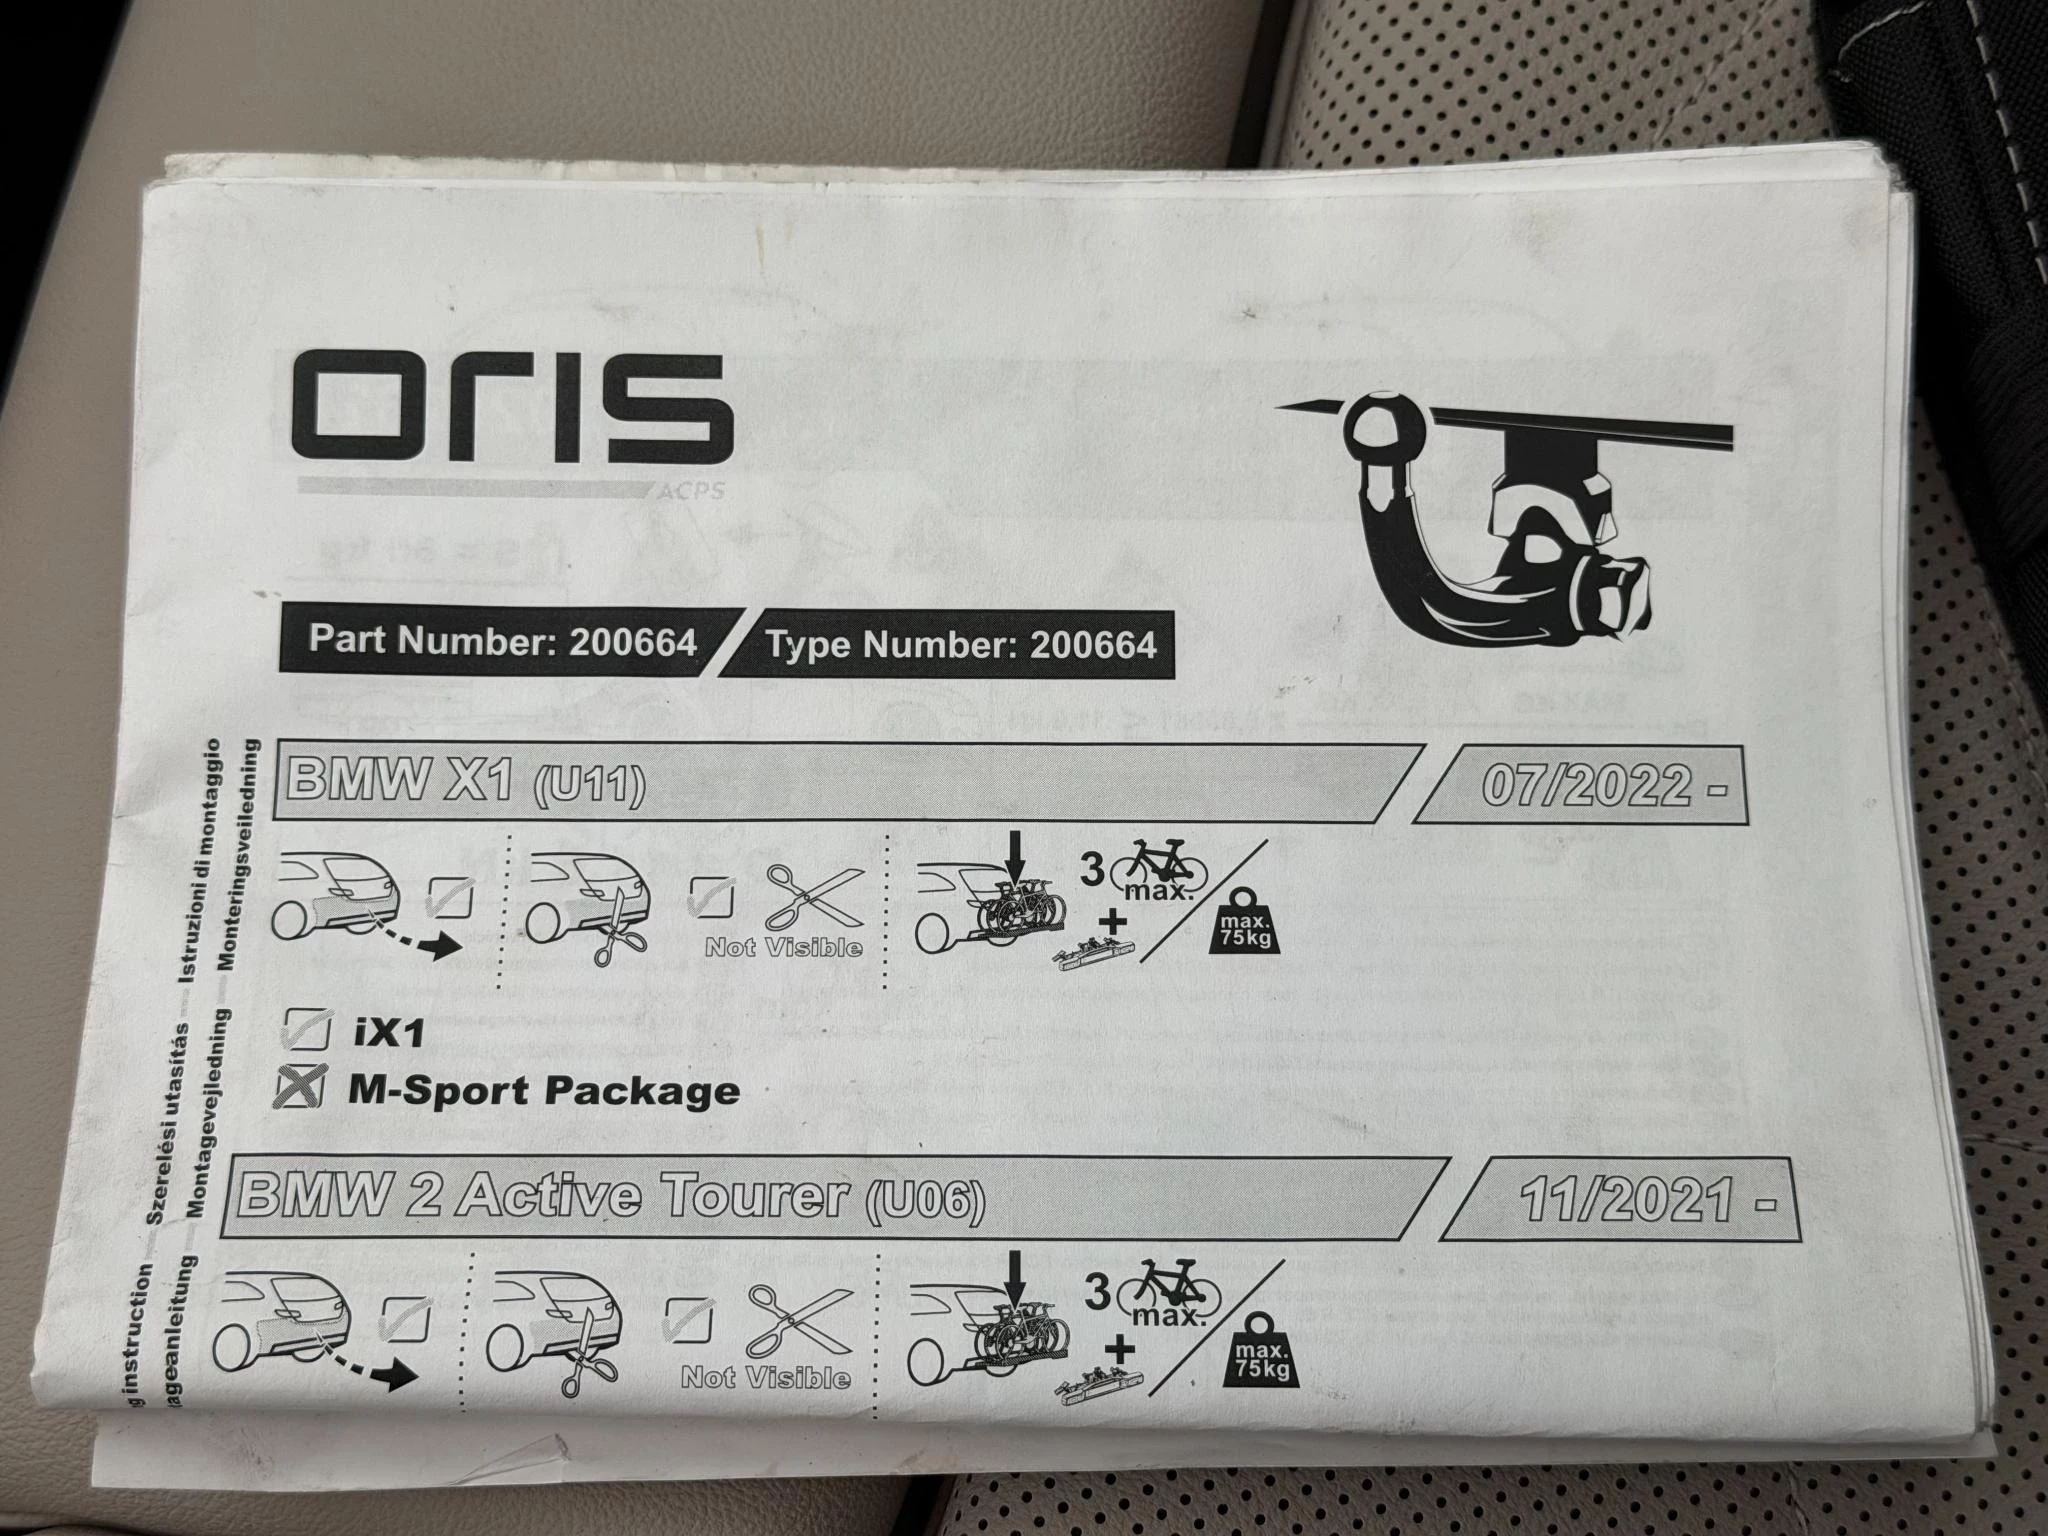 oris
ACPS
Part Number: 200664
Type Number: 200664
BMW X1 (U11)
07/2022 -
3
max.
+
max.
75kg
Not Visible
iX1
M-Sport Package
BMW 2 Active Tourer (U06)
11/2021 -
3
max.
+
max.
75kg
Not Visible
instruction — Szerelési utasítás — Istruzioni di montaggio
Montagevejledning — Monteringsveiledning